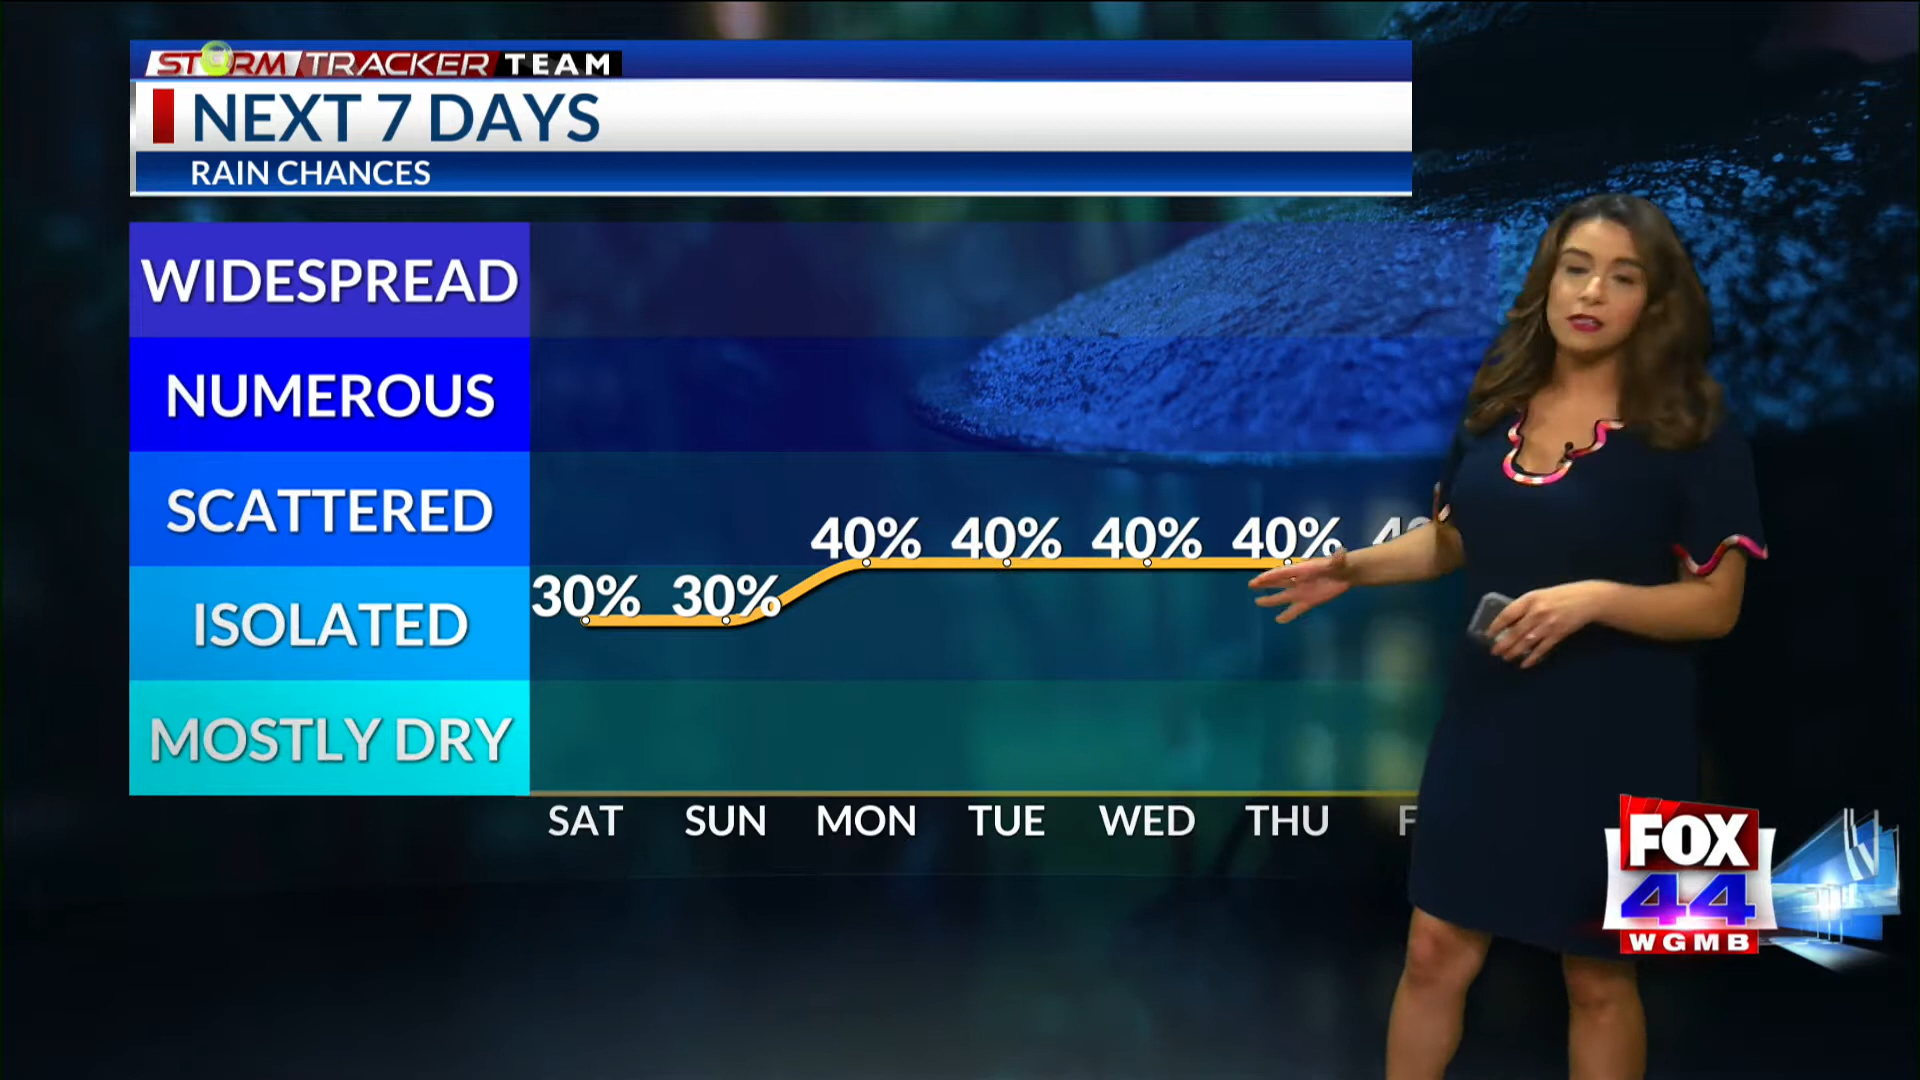 STORM TRACKER TEAM
NEXT 7 DAYS
RAIN CHANCES
WIDESPREAD
NUMEROUS
SCATTERED
ISOLATED
MOSTLY DRY
30% 30% 40% 40% 40% 40%
SAT SUN MON TUE WED THU
FOX
44
WGMB